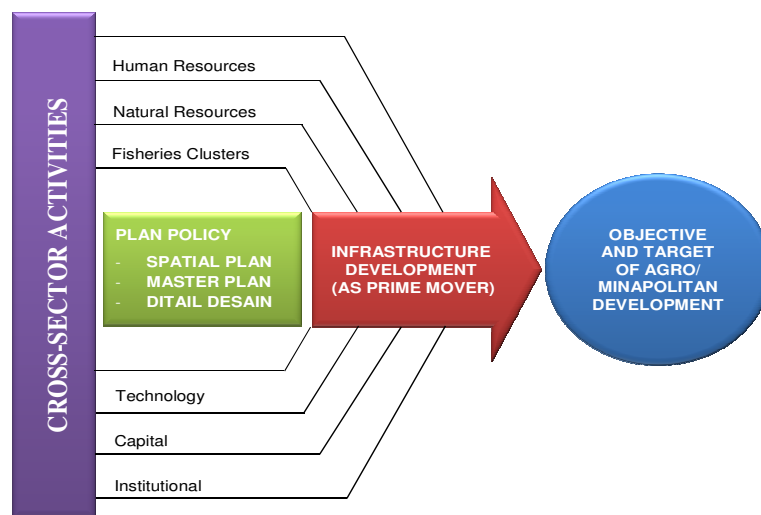 CROSS-SECTOR ACTIVITIES
Human Resources
Natural Resources
Fisheries Clusters
PLAN POLICY
- SPATIAL PLAN
- MASTER PLAN
- DITAIL DESAIN
INFRASTRUCTURE
DEVELOPMENT
(AS PRIME MOVER)
OBJECTIVE
AND TARGET
OF AGRO/
MINAPOLITAN
DEVELOPMENT
Technology
Capital
Institutional